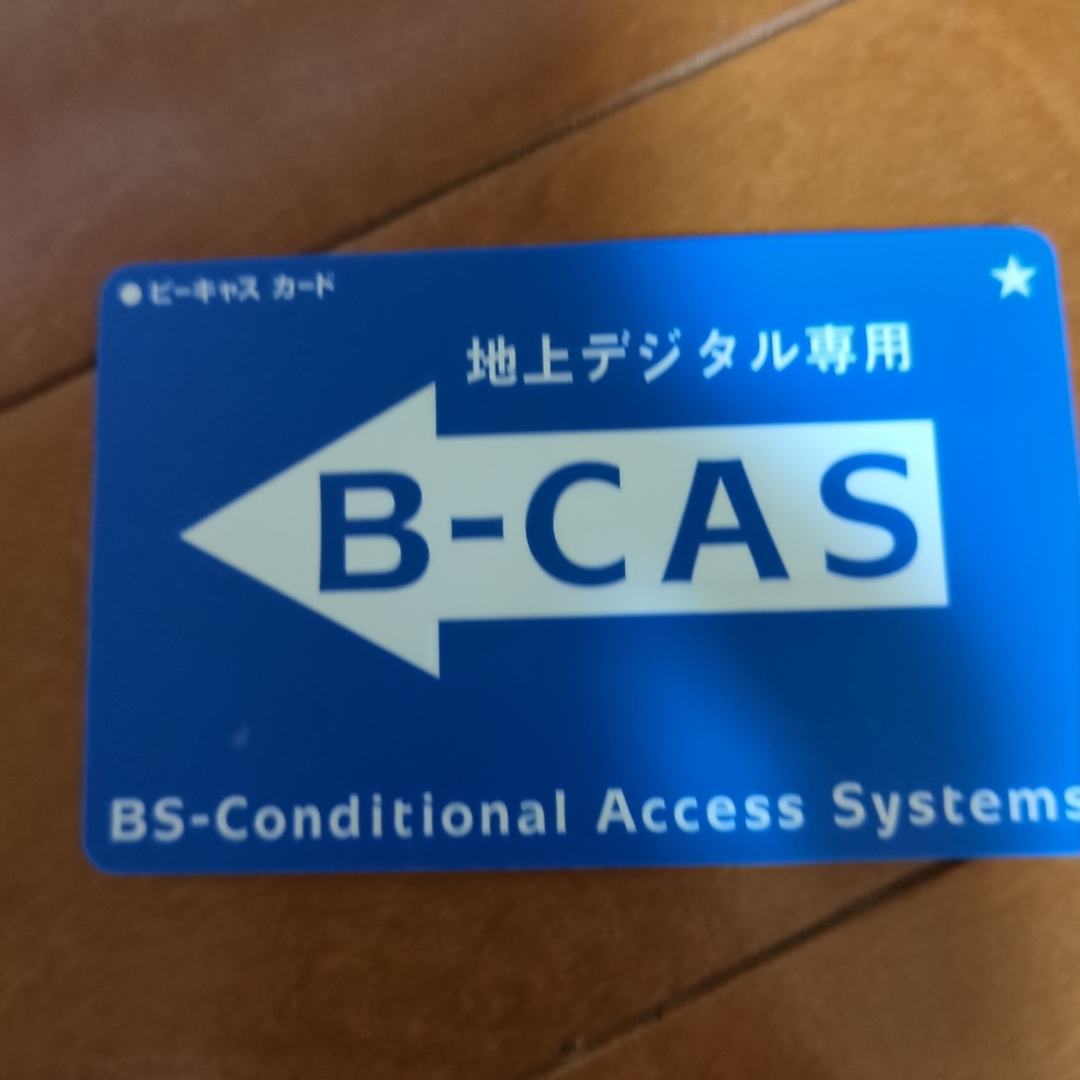 ●ビーキャス カード
★
地上デジタル専用
B-CAS
BS-Conditional Access Systems